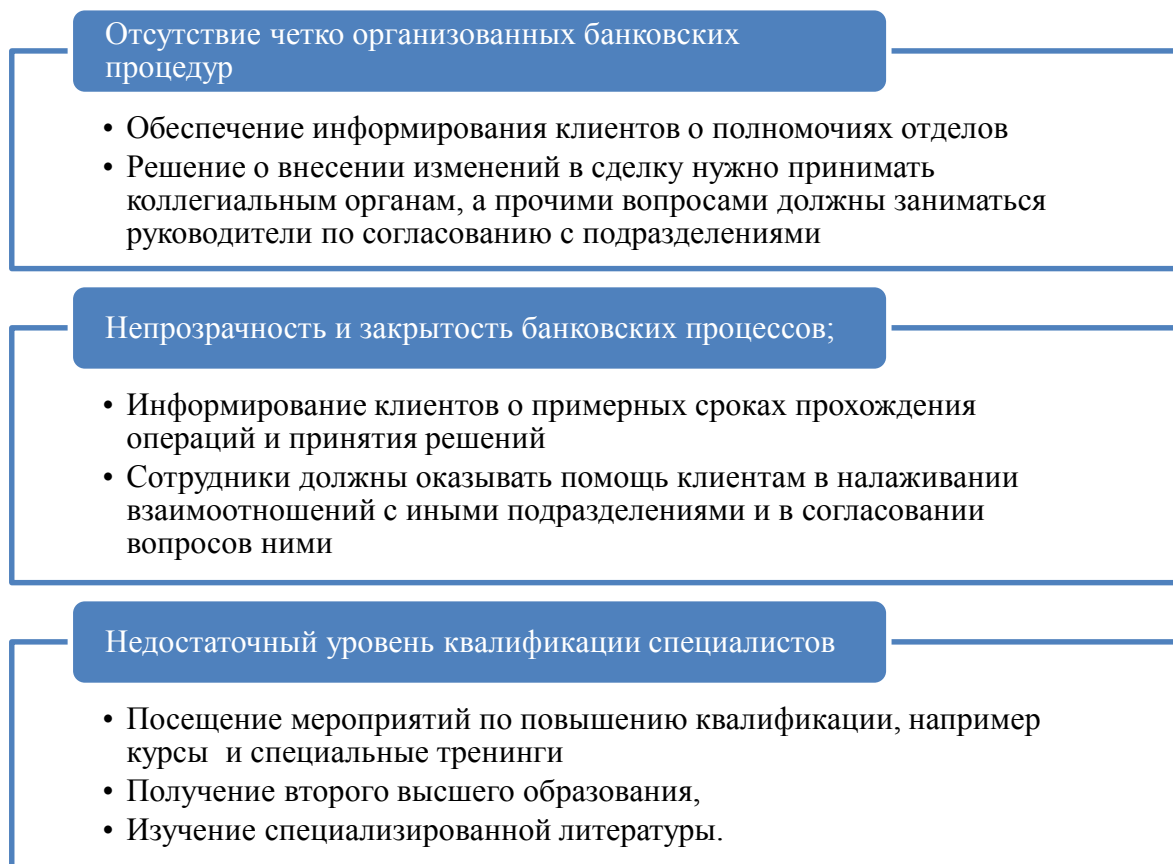 Отсутствие четко организованных банковских
процедур
• Обеспечение информирования клиентов о полномочиях отделов
• Решение о внесении изменений в сделку нужно принимать
коллегиальным органам, а прочими вопросами должны заниматься
руководители по согласованию с подразделениями
Непрозрачность и закрытость банковских процессов;
• Информирование клиентов о примерных сроках прохождения
операций и принятия решений
• Сотрудники должны оказывать помощь клиентам в налаживании
взаимоотношений с иными подразделениями и в согласовании
вопросов ними
Недостаточный уровень квалификации специалистов
• Посещение мероприятий по повышению квалификации, например
курсы  и специальные тренинги
• Получение второго высшего образования,
• Изучение специализированной литературы.